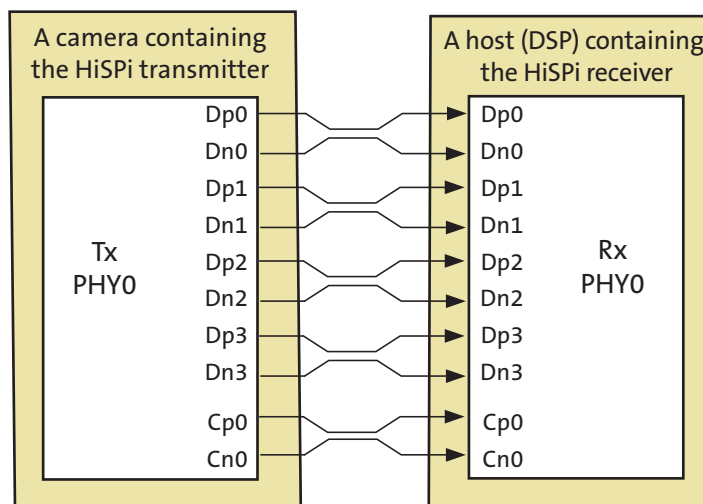 A camera containing
the HiSPi transmitter
A host (DSP) containing
the HiSPi receiver
Dp0
Dn0
Dp1
Dn1
Dp2
Dn2
Dp3
Dn3
Cp0
Cn0
Tx
PHY0
Dp0
Dn0
Dp1
Dn1
Dp2
Dn2
Dp3
Dn3
Cp0
Cn0
Rx
PHY0